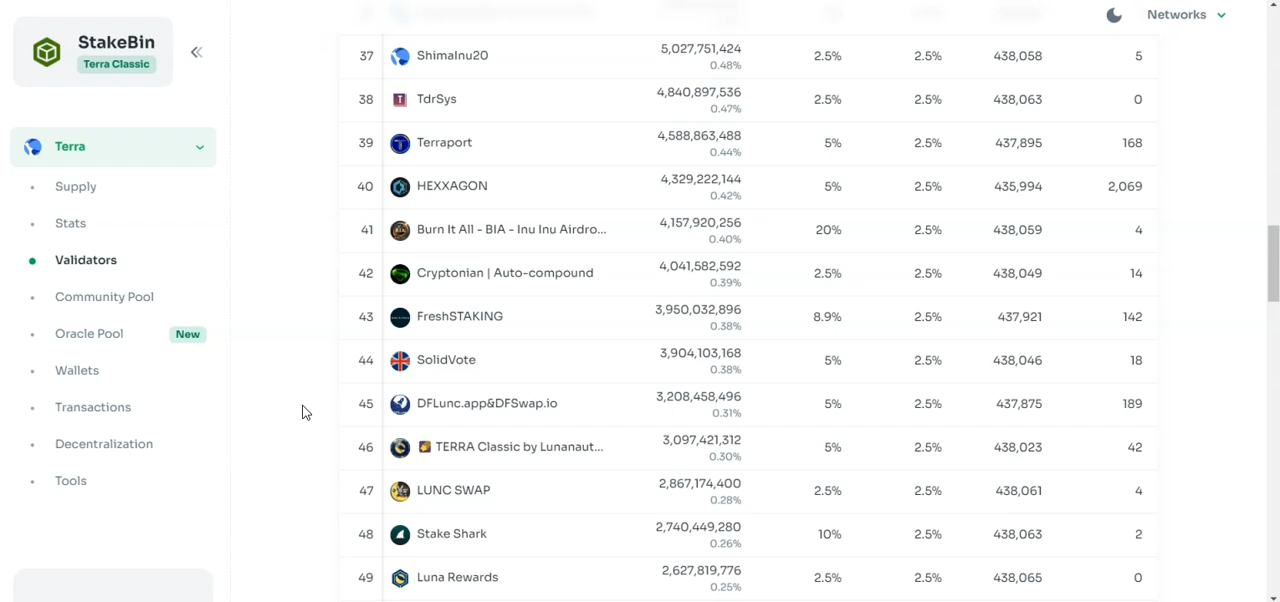 StakeBin
Terra Classic
Networks
Terra
Supply
Stats
Validators
Community Pool
Oracle Pool New
Wallets
Transactions
Decentralization
Tools
37 ShimaInu20 5,027,751,424 2.5% 2.5% 438,058 5
0.48%
38 TdrSys 4,840,897,536 2.5% 2.5% 438,063 0
0.47%
39 Terraport 4,588,863,488 5% 2.5% 437,895 168
0.44%
40 HEXXAGON 4,329,222,144 5% 2.5% 435,994 2,069
0.42%
41 Burn It All - BIA - Inu Inu Airdro... 4,157,920,256 20% 2.5% 438,059 4
0.40%
42 Cryptonian | Auto-compound 4,041,582,592 2.5% 2.5% 438,049 14
0.39%
43 FreshSTAKING 3,950,032,896 8.9% 2.5% 437,921 142
0.38%
44 SolidVote 3,904,103,168 5% 2.5% 438,046 18
0.38%
45 DFLunc.app&DFSwap.io 3,208,458,496 5% 2.5% 437,875 189
0.31%
46 TERRA Classic by Lunanaut... 3,097,421,312 5% 2.5% 438,023 42
0.30%
47 LUNC SWAP 2,867,174,400 2.5% 2.5% 438,061 4
0.28%
48 Stake Shark 2,740,449,280 10% 2.5% 438,063 2
0.26%
49 Luna Rewards 2,627,819,776 2.5% 2.5% 438,065 0
0.25%